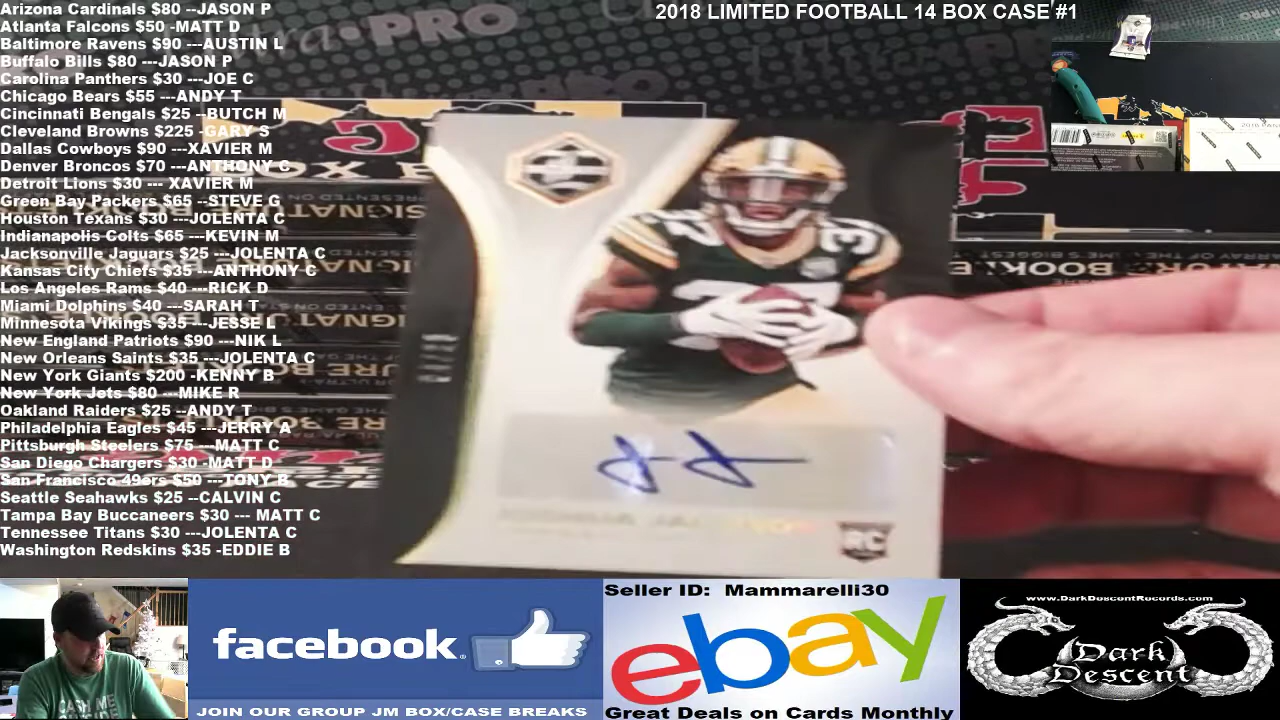 Arizona Cardinals $80 --JASON P
Atlanta Falcons $50 -MATT D
Baltimore Ravens $90 ---AUSTIN L
Buffalo Bills $80 ---JASON P
Carolina Panthers $30 ---JOE C
Chicago Bears $55 ---ANDY T
Cincinnati Bengals $25 --BUTCH M
Cleveland Browns $225 -GARY S
Dallas Cowboys $90 ---XAVIER M
Denver Broncos $70 ---ANTHONY C
Detroit Lions $30 --- XAVIER M
Green Bay Packers $65 --STEVE G
Houston Texans $30 ---JOLENTA C
Indianapolis Colts $65 ---KEVIN M
Jacksonville Jaguars $25 ---JOLENTA C
Kansas City Chiefs $35 ---ANTHONY C
Los Angeles Rams $40 ---RICK D
Miami Dolphins $40 ---SARAH T
Minnesota Vikings $35 ---JESSE L
New England Patriots $90 ---NIK L
New Orleans Saints $35 ---JOLENTA C
New York Giants $200 -KENNY B
New York Jets $80 ---MIKE R
Oakland Raiders $25 --ANDY T
Philadelphia Eagles $45 ---JERRY A
Pittsburgh Steelers $75 ---MATT C
San Diego Chargers $30 -MATT D
San Francisco 49ers $50 ---TONY B
Seattle Seahawks $25 --CALVIN C
Tampa Bay Buccaneers $30 --- MATT C
Tennessee Titans $30 ---JOLENTA C
Washington Redskins $35 -EDDIE B
2018 LIMITED FOOTBALL 14 BOX CASE #1
PRO
RC
facebook
JOIN OUR GROUP JM BOX/CASE BREAKS
Seller ID: Mammarelli30
ebay
Great Deals on Cards Monthly
www.DarkDescentRecords.com
Dark
Descent